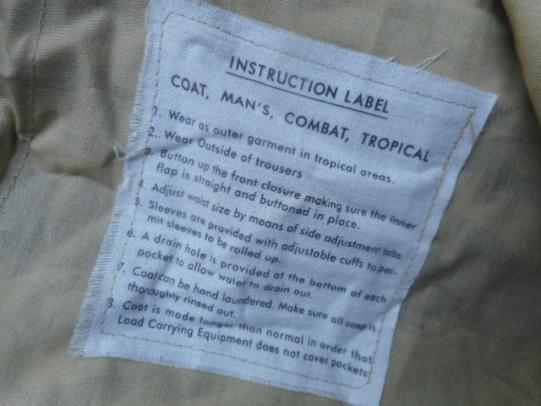 INSTRUCTION LABEL
COAT, MAN'S, COMBAT, TROPICAL
1. Wear as outer garment in tropical areas.
2. Wear Outside of trousers
3. Button up the front closure making sure the inner
flap is straight and buttoned in place.
4. Adjust waist size by means of side adjustment tabs.
5. Sleeves are provided with adjustable cuffs to per-
mit sleeves to be rolled up.
6. A drain hole is provided at the bottom of each
pocket to allow water to drain out.
7. Coat can be hand laundered. Make sure all soap is
thoroughly rinsed out.
8. Coat is made longer than normal in order that
Load Carrying Equipment does not cover pockets